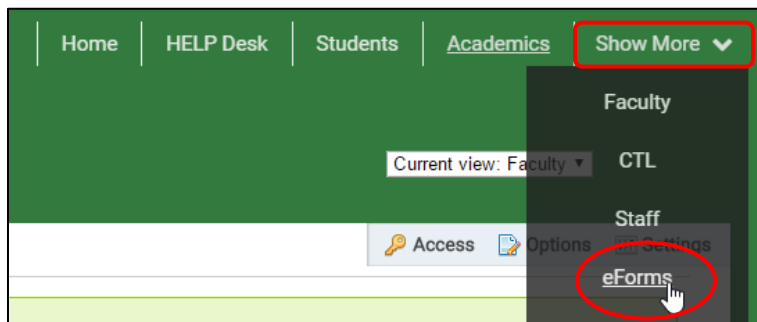 Home HELP Desk Students Academics Show More
Faculty
Current view: Faculty CTL
Staff
Access Options Settings
eForms